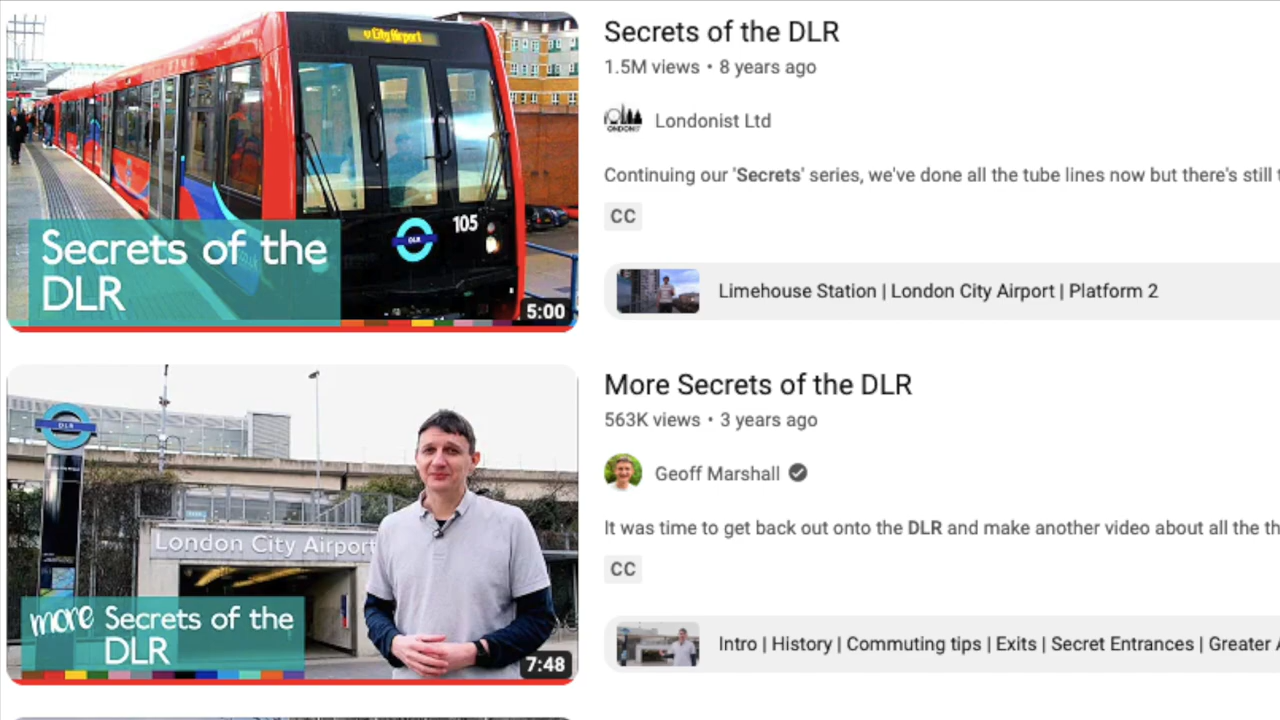 City Airport
105
DLR
Secrets of the
DLR
5:00
Secrets of the DLR
1.5M views • 8 years ago
Londonist Ltd
Continuing our 'Secrets' series, we've done all the tube lines now but there's still
CC
Limehouse Station | London City Airport | Platform 2
DLR
London City Airport
more Secrets of the
DLR
7:48
More Secrets of the DLR
563K views • 3 years ago
Geoff Marshall
It was time to get back out onto the DLR and make another video about all the
CC
Intro | History | Commuting tips | Exits | Secret Entrances | Greater